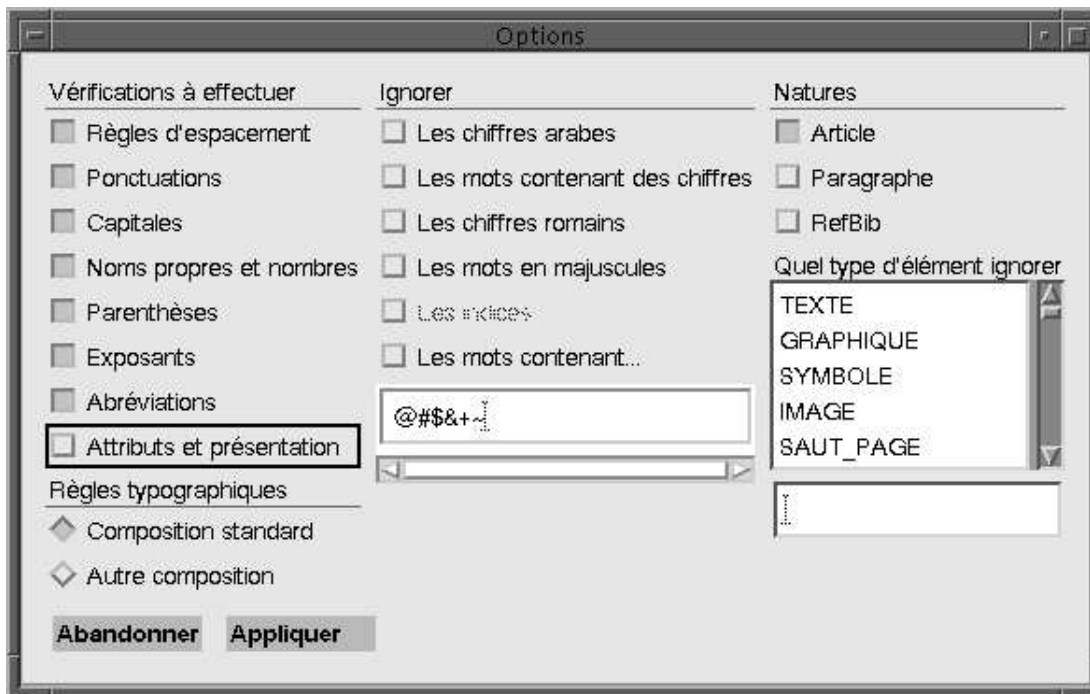 Options
Vérifications à effectuer
Règles d'espacement
Ponctuations
Capitales
Noms propres et nombres
Parenthèses
Exposants
Abréviations
Attributs et présentation
Règles typographiques
Composition standard
Autre composition
Abandonner
Appliquer
Ignorer
Les chiffres arabes
Les mots contenant des chiffres
Les chiffres romains
Les mots en majuscules
Les indices
Les mots contenant...
@#$&+~
Natures
Article
Paragraphe
RefBib
Quel type d'élément ignorer
TEXTE
GRAPHIQUE
SYMBOLE
IMAGE
SAUT_PAGE